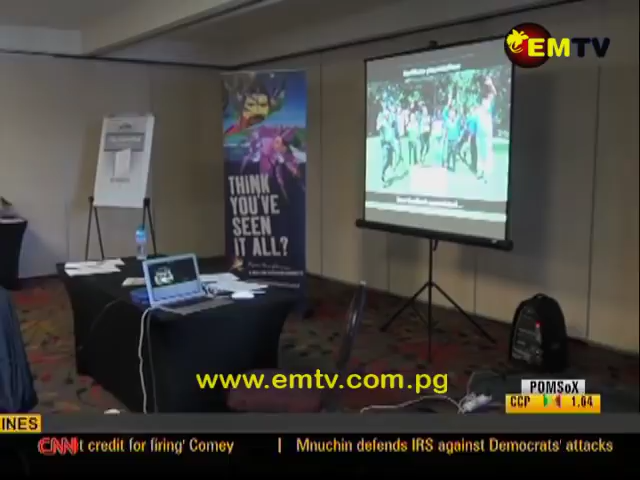 EMTV
THINK
YOU'VE
SEEN
IT ALL?
www.emtv.com.pg
POMSoX
CCP 1.04
INES
CNN t credit for firing' Comey | Mnuchin defends IRS against Democrats' attacks